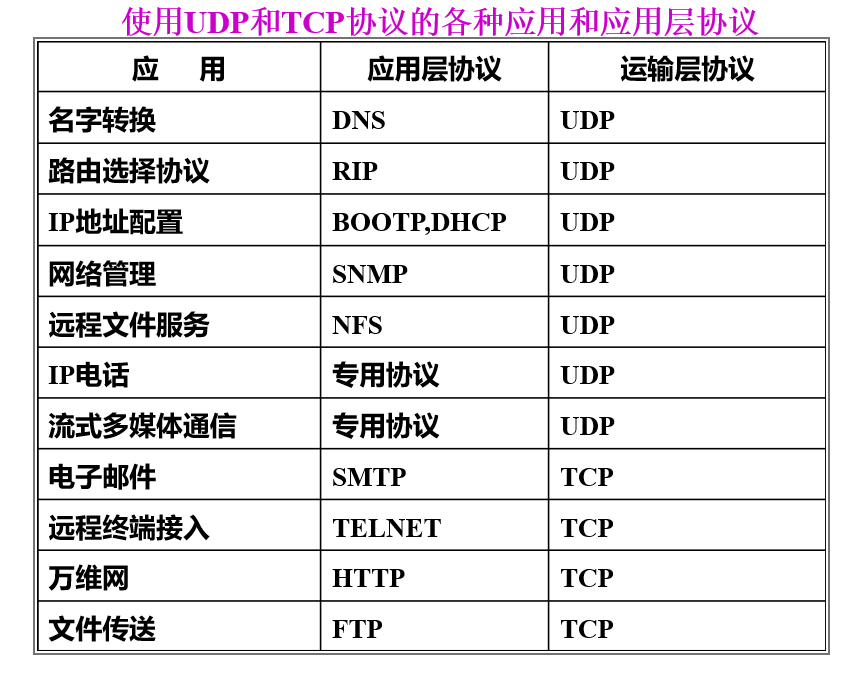 使用UDP和TCP协议的各种应用和应用层协议
应 用 应用层协议 运输层协议
名字转换 DNS UDP
路由选择协议 RIP UDP
IP地址配置 BOOTP,DHCP UDP
网络管理 SNMP UDP
远程文件服务 NFS UDP
IP电话 专用协议 UDP
流式多媒体通信 专用协议 UDP
电子邮件 SMTP TCP
远程终端接入 TELNET TCP
万维网 HTTP TCP
文件传送 FTP TCP